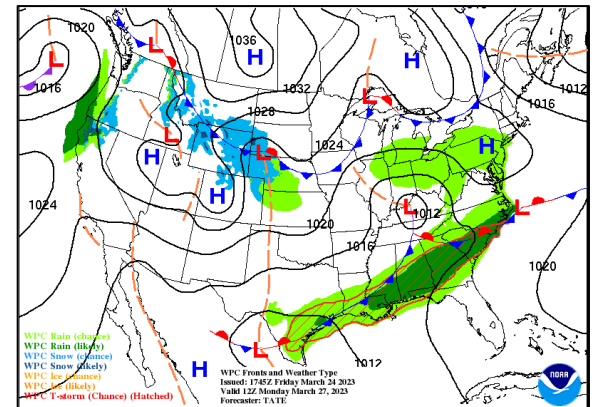 1020
L
L
1036
H
H
1016
1032
L
1016
1012
1028
L
L
1024
H
H
H
1024
L
1012
L
1020
1016
1020
L
1012
H
WPC Rain (chance)
WPC Rain (likely)
WPC Snow (chance)
WPC Snow (likely)
WPC Ice (chance)
WPC Ice (likely)
WPC T-storm (Chance) (Hatched)
WPC Fronts and Weather Type
Issued: 1745Z Friday March 24 2023
Valid 12Z Monday March 27, 2023
Forecaster: TATE
NOAA